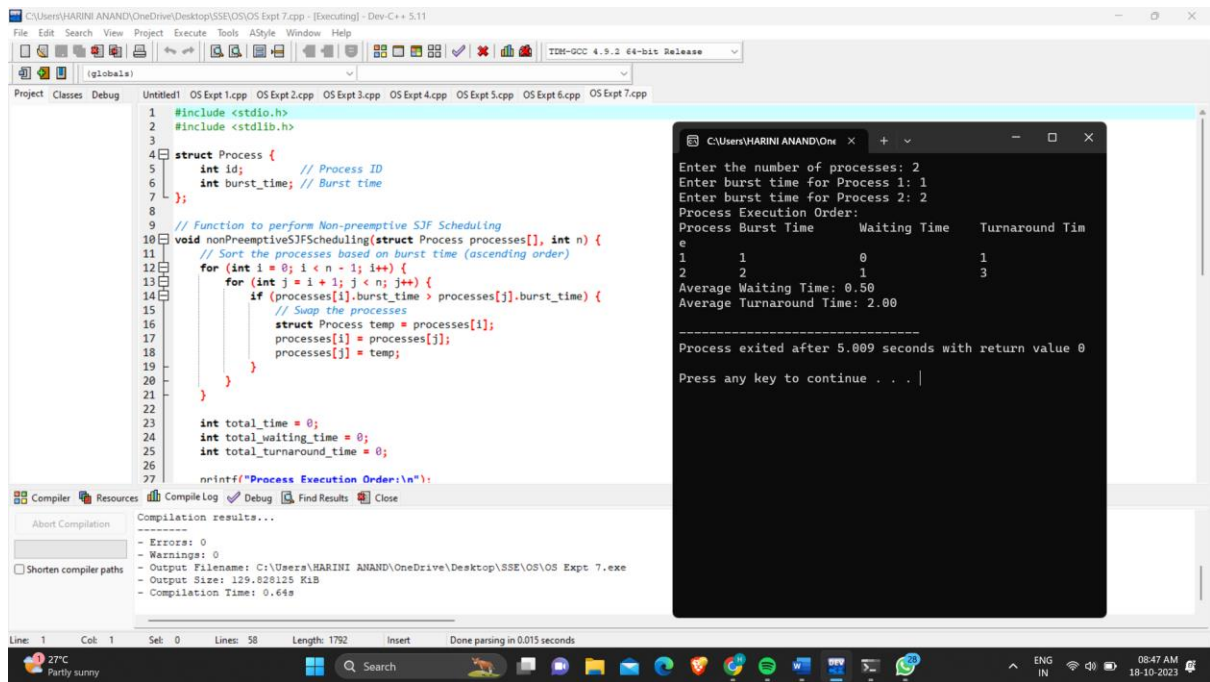 C:\Users\HARINI ANAND\OneDrive\Desktop\SSE\OS\OS Expt 7.cpp - [Executing] - Dev-C++ 5.11
File Edit Search View Project Execute Tools AStyle Window Help
TDM-GCC 4.9.2 64-bit Release
(globals)
Project Classes Debug Untitled1 OS Expt 1.cpp OS Expt 2.cpp OS Expt 3.cpp OS Expt 4.cpp OS Expt 5.cpp OS Expt 6.cpp OS Expt 7.cpp
1 #include <stdio.h>
2 #include <stdlib.h>
3
4 struct Process {
5     int id;         // Process ID
6     int burst_time; // Burst time
7 };
8
9 // Function to perform Non-preemptive SJF Scheduling
10 void nonPreemptiveSJFScheduling(struct Process processes[], int n) {
11     // Sort the processes based on burst time (ascending order)
12     for (int i = 0; i < n - 1; i++) {
13         for (int j = i + 1; j < n; j++) {
14             if (processes[i].burst_time > processes[j].burst_time) {
15                 // Swap the processes
16                 struct Process temp = processes[i];
17                 processes[i] = processes[j];
18                 processes[j] = temp;
19             }
20         }
21     }
22
23     int total_time = 0;
24     int total_waiting_time = 0;
25     int total_turnaround_time = 0;
26
27     printf("Process Execution Order:\n");
C:\Users\HARINI ANAND\One
Enter the number of processes: 2
Enter burst time for Process 1: 1
Enter burst time for Process 2: 2
Process Execution Order:
Process Burst Time      Waiting Time    Turnaround Tim
e
1       1               0               1
2       2               1               3
Average Waiting Time: 0.50
Average Turnaround Time: 2.00
--------------------------------
Process exited after 5.009 seconds with return value 0
Press any key to continue . . .
Compiler Resources Compile Log Debug Find Results Close
Abort Compilation
Shorten compiler paths
Compilation results...
--------
- Errors: 0
- Warnings: 0
- Output Filename: C:\Users\HARINI ANAND\OneDrive\Desktop\SSE\OS\OS Expt 7.exe
- Output Size: 129.828125 KiB
- Compilation Time: 0.64s
Line: 1 Col: 1 Sel: 0 Lines: 58 Length: 1792 Insert Done parsing in 0.015 seconds
1
27°C
Partly sunny
Search
DEV
28
ENG
IN
08:47 AM
18-10-2023